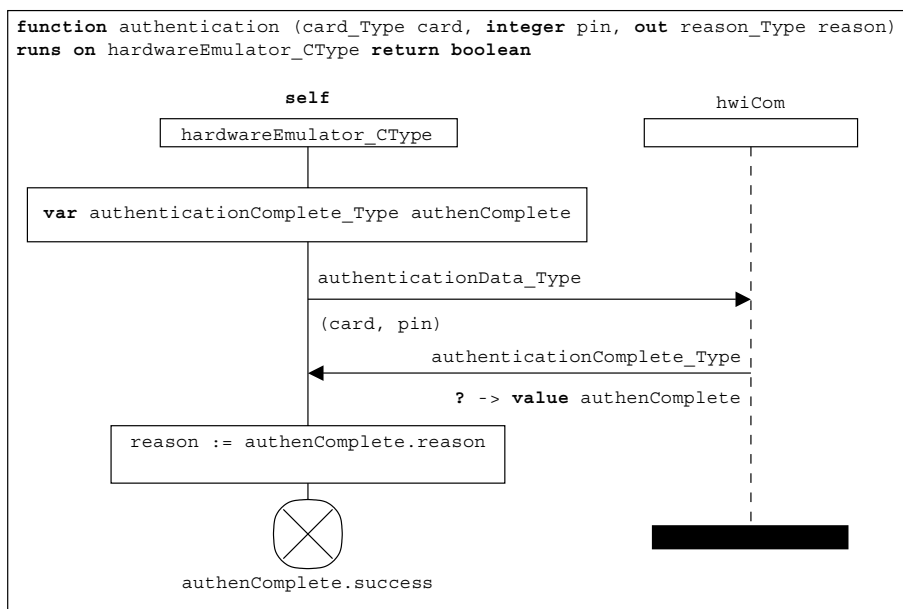 function authentication (card_Type card, integer pin, out reason_Type reason)
runs on hardwareEmulator_CType return boolean
self
hwiCom
hardwareEmulator_CType
var authenticationComplete_Type authenComplete
authenticationData_Type
(card, pin)
authenticationComplete_Type
? -> value authenComplete
reason := authenComplete.reason
authenComplete.success